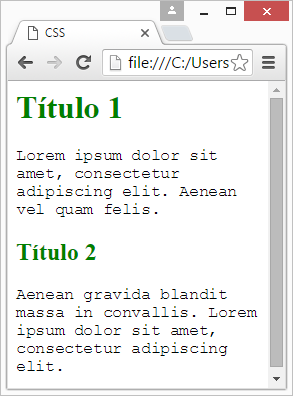 CSS
file:///C:/Users
Título 1
Lorem ipsum dolor sit
amet, consectetur
adipiscing elit. Aenean
vel quam felis.
Título 2
Aenean gravida blandit
massa in convallis. Lorem
ipsum dolor sit amet,
consectetur adipiscing
elit.